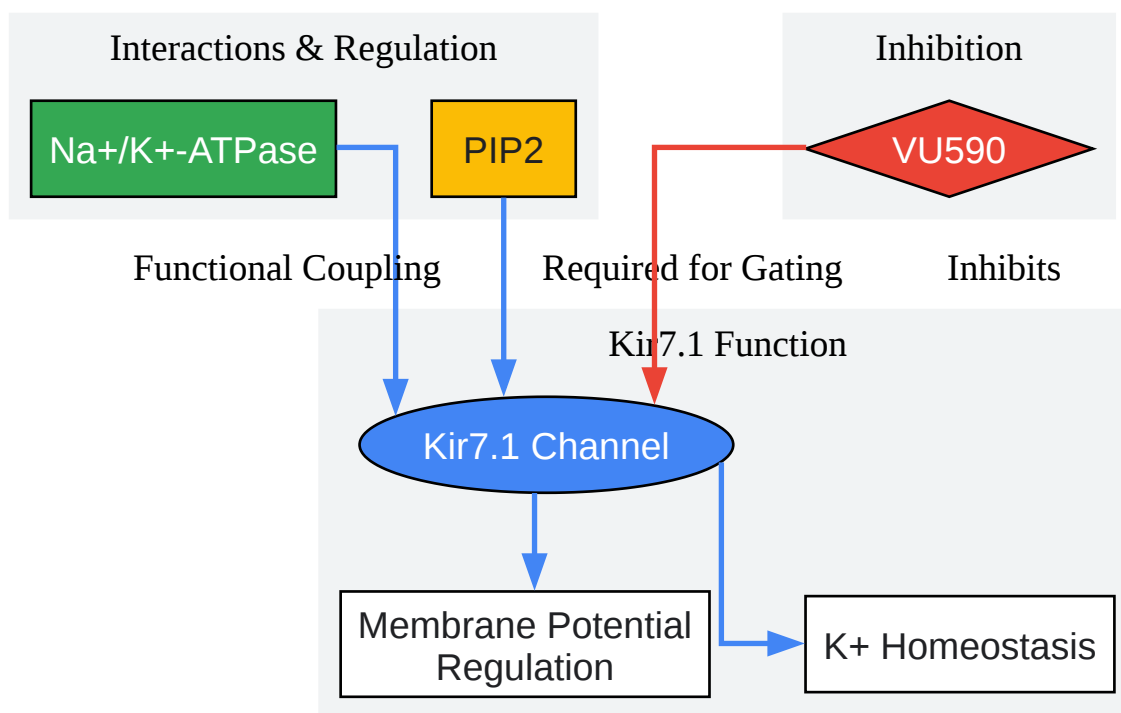 Interactions & Regulation
Inhibition
Na+/K+-ATPase
PIP2
VU590
Functional Coupling
Required for Gating
Inhibits
Kir7.1 Function
Kir7.1 Channel
Membrane Potential
Regulation
K+ Homeostasis